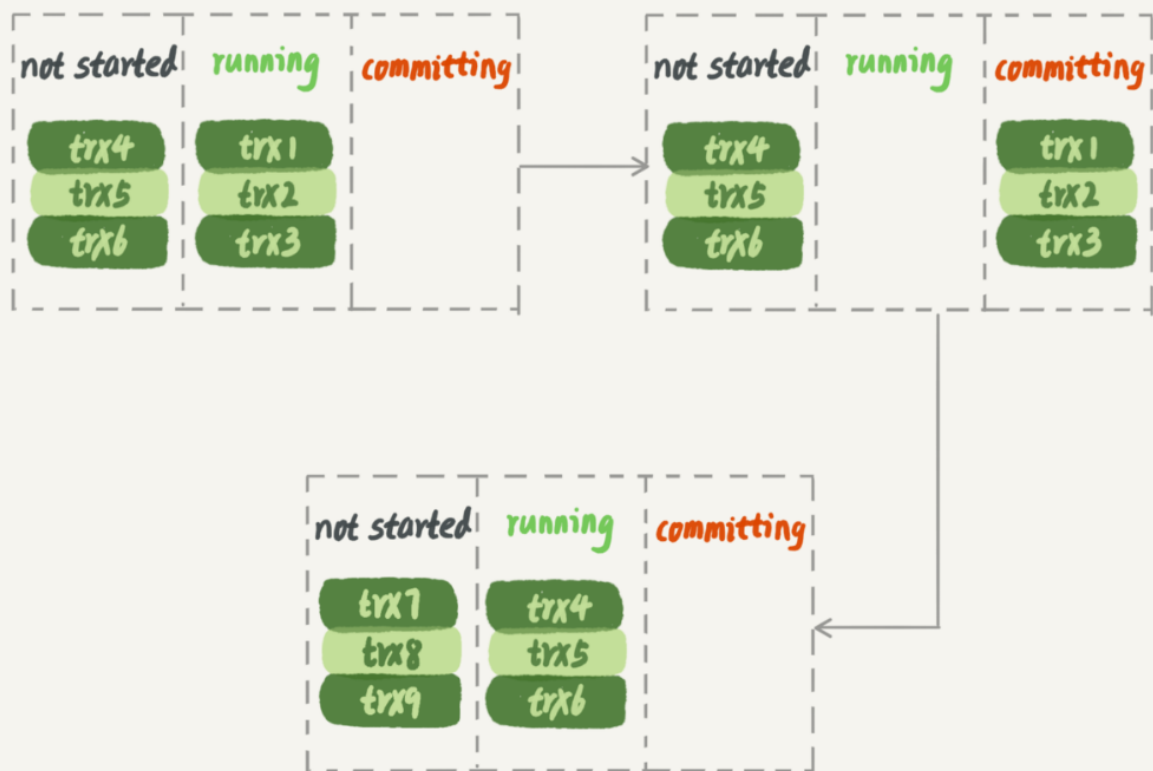 not started running committing
trx4 trx1
trx5 trx2
trx6 trx3
not started running committing
trx4 trx1
trx5 trx2
trx6 trx3
not started running committing
trx7 trx4
trx8 trx5
trx9 trx6